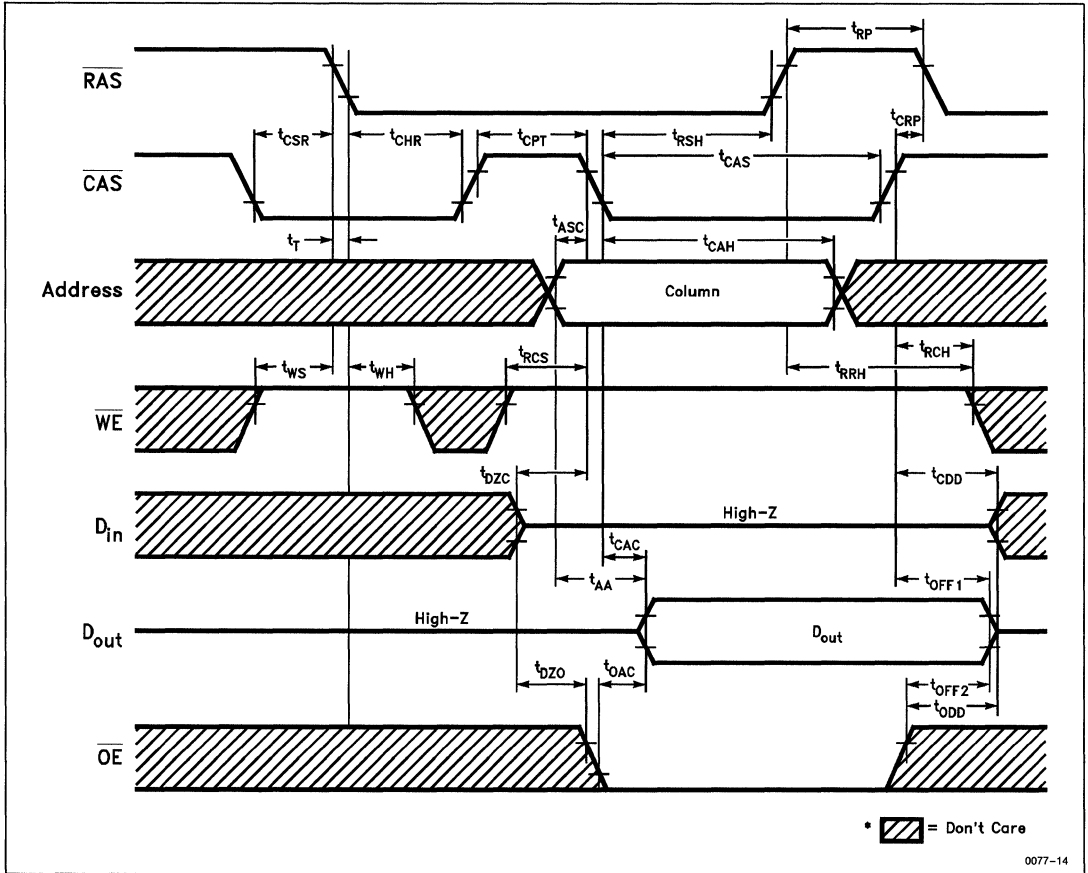 tRP
RAS
tCRP
tCSR tCHR tCPT tRSH
tCAS
CAS
tASC
tT tCAH
Address Column
tRCH
tWS tWH tRCS tRRH
WE
tDZC tCDD
Din High-Z
tCAC
tAA tOFF1
High-Z
Dout Dout
tDZO tOAC tOFF2
tODD
OE
* = Don't Care
0077-14